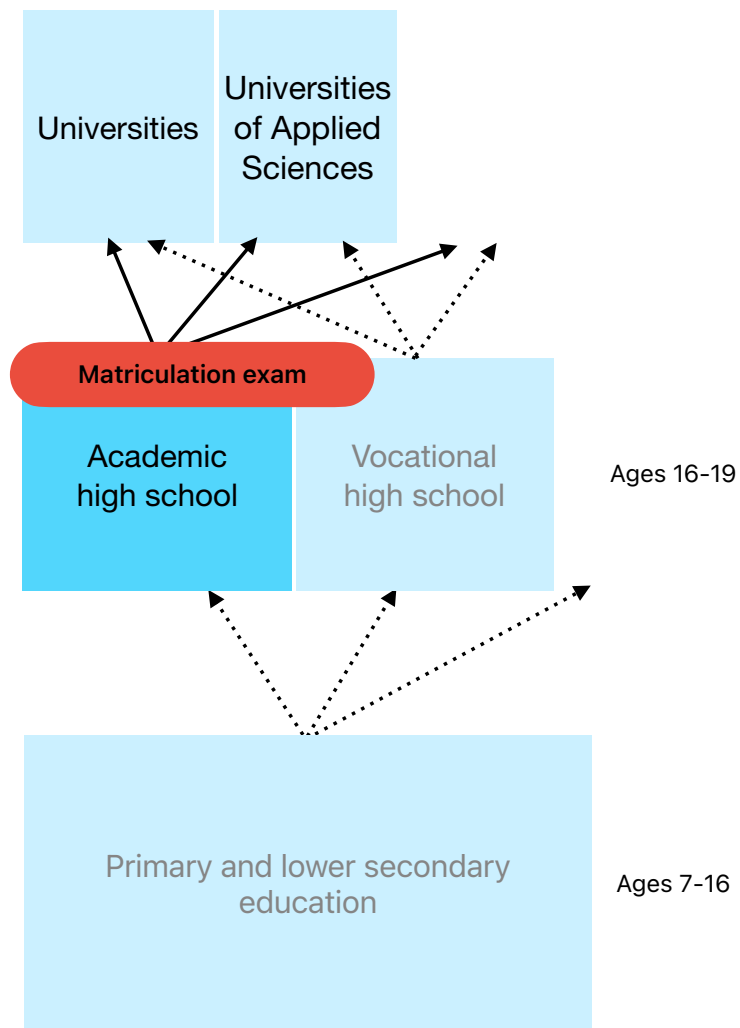 Universities
Universities
of Applied
Sciences
Matriculation exam
Academic
high school
Vocational
high school
Ages 16-19
Primary and lower secondary
education
Ages 7-16